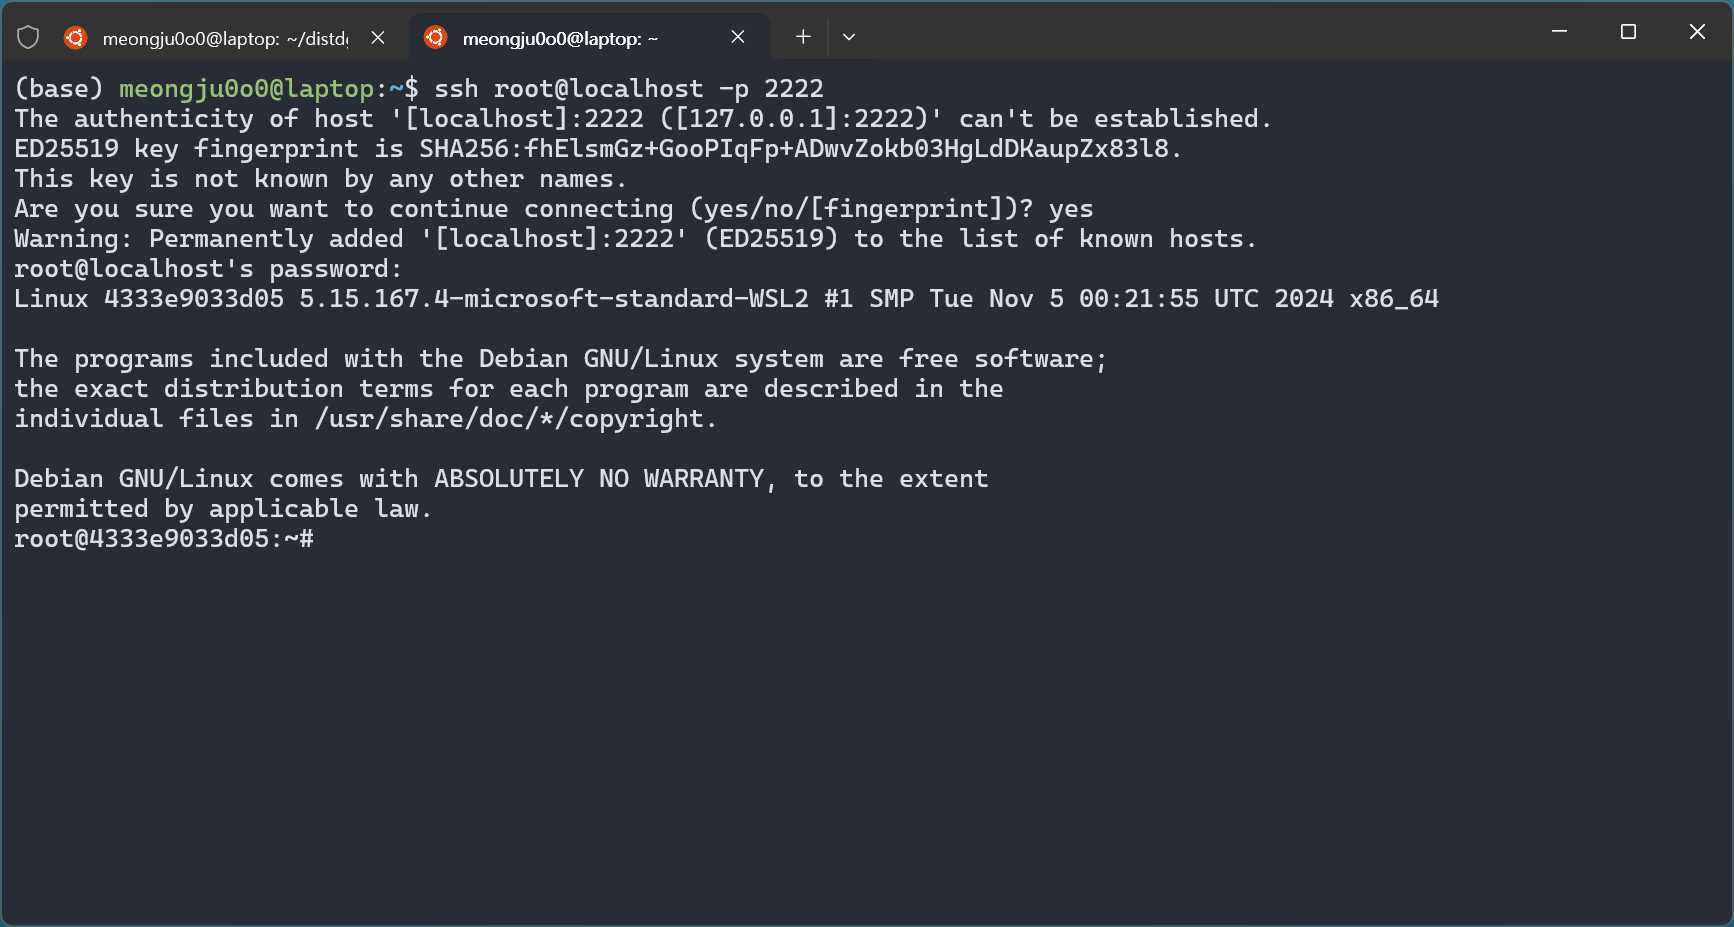 meongju0o0@laptop: ~/distd
meongju0o0@laptop: ~
(base) meongju0o0@laptop:~$ ssh root@localhost -p 2222
The authenticity of host '[localhost]:2222 ([127.0.0.1]:2222)' can't be established.
ED25519 key fingerprint is SHA256:fhElsmGz+GooPIqFp+ADwvZokb03HgLdDKaupZx83l8.
This key is not known by any other names.
Are you sure you want to continue connecting (yes/no/[fingerprint])? yes
Warning: Permanently added '[localhost]:2222' (ED25519) to the list of known hosts.
root@localhost's password:
Linux 4333e9033d05 5.15.167.4-microsoft-standard-WSL2 #1 SMP Tue Nov 5 00:21:55 UTC 2024 x86_64
The programs included with the Debian GNU/Linux system are free software;
the exact distribution terms for each program are described in the
individual files in /usr/share/doc/*/copyright.
Debian GNU/Linux comes with ABSOLUTELY NO WARRANTY, to the extent
permitted by applicable law.
root@4333e9033d05:~#